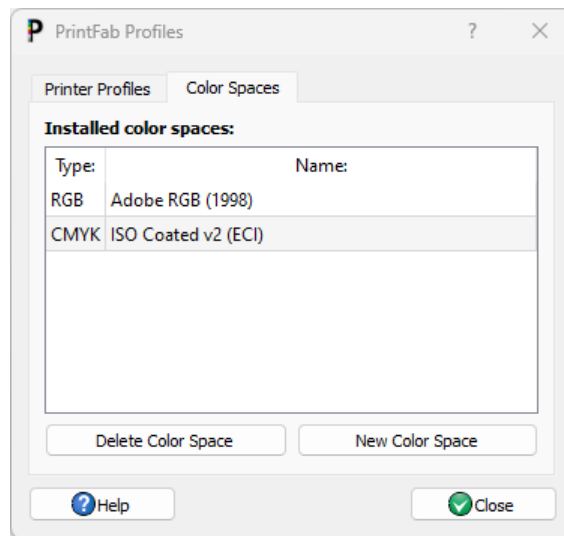 PrintFab Profiles
Printer Profiles Color Spaces
Installed color spaces:
Type: Name:
RGB Adobe RGB (1998)
CMYK ISO Coated v2 (ECI)
Delete Color Space New Color Space
Help Close